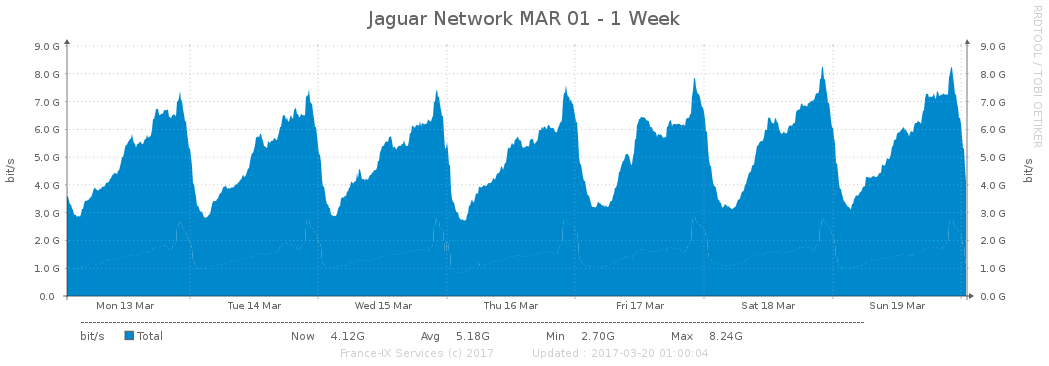 Jaguar Network MAR 01 - 1 Week
RRDTOOL / TOBI OETIKER
9.0 G 9.0 G
8.0 G 8.0 G
7.0 G 7.0 G
6.0 G 6.0 G
5.0 G 5.0 G
4.0 G 4.0 G
3.0 G 3.0 G
2.0 G 2.0 G
1.0 G 1.0 G
0.0 0.0 G
bit/s bit/s
Mon 13 Mar Tue 14 Mar Wed 15 Mar Thu 16 Mar Fri 17 Mar Sat 18 Mar Sun 19 Mar
bit/s Total Now 4.12G Avg 5.18G Min 2.70G Max 8.24G
France-IX Services (c) 2017 Updated : 2017-03-20 01:00:04